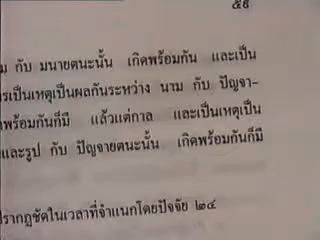 ๕๕
กับ มนายตนะนั้น เกิดพร้อมกัน และเป็น
เป็นเหตุเป็นผลกันระหว่าง นาม กับ ปัญจา-
พร้อมกันก็มี แล้วแต่กาล และเป็นเหตุเป็น
และรูป กับ ปัญจายตนะนั้น เกิดพร้อมกันก็มี
ปรากฏชัดในเวลาที่จำแนกโดยปัจจัย ๒๔